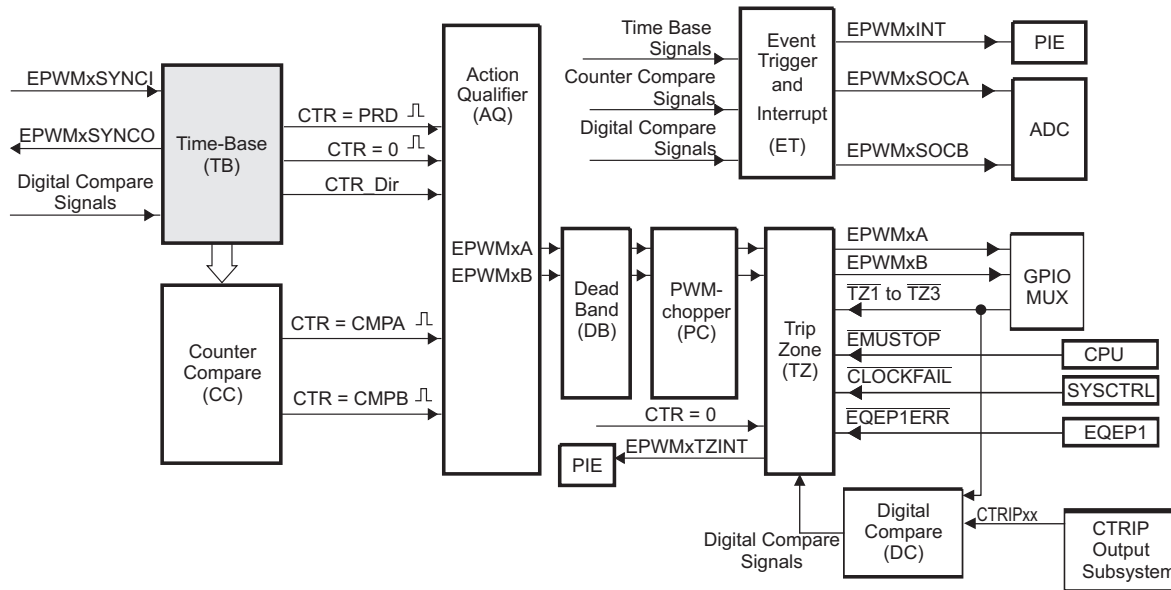 EPWMxSYNCI
EPWMxSYNCO
Digital Compare
Signals
Time-Base
(TB)
CTR = PRD
CTR = 0
CTR_Dir
Counter
Compare
(CC)
CTR = CMPA
CTR = CMPB
Action
Qualifier
(AQ)
EPWMxA
EPWMxB
Time Base
Signals
Counter Compare
Signals
Digital Compare
Signals
Event
Trigger
and
Interrupt
(ET)
EPWMxINT
EPWMxSOCA
EPWMxSOCB
PIE
ADC
Dead
Band
(DB)
PWM-
chopper
(PC)
CTR = 0
EPWMxTZINT
PIE
Trip
Zone
(TZ)
EPWMxA
EPWMxB
TZ1 to TZ3
EMUSTOP
CLOCKFAIL
EQEP1ERR
GPIO
MUX
CPU
SYSCTRL
EQEP1
Digital Compare
Signals
Digital
Compare
(DC)
CTRIPxx
CTRIP
Output
Subsystem